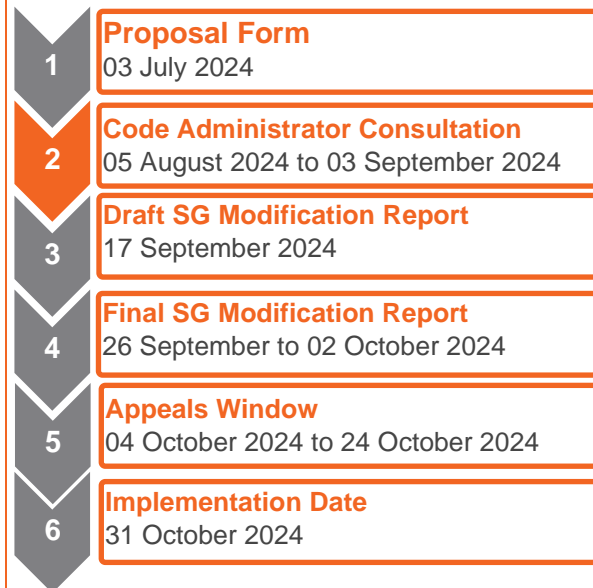 1
Proposal Form
03 July 2024
2
Code Administrator Consultation
05 August 2024 to 03 September 2024
3
Draft SG Modification Report
17 September 2024
4
Final SG Modification Report
26 September to 02 October 2024
5
Appeals Window
04 October 2024 to 24 October 2024
6
Implementation Date
31 October 2024